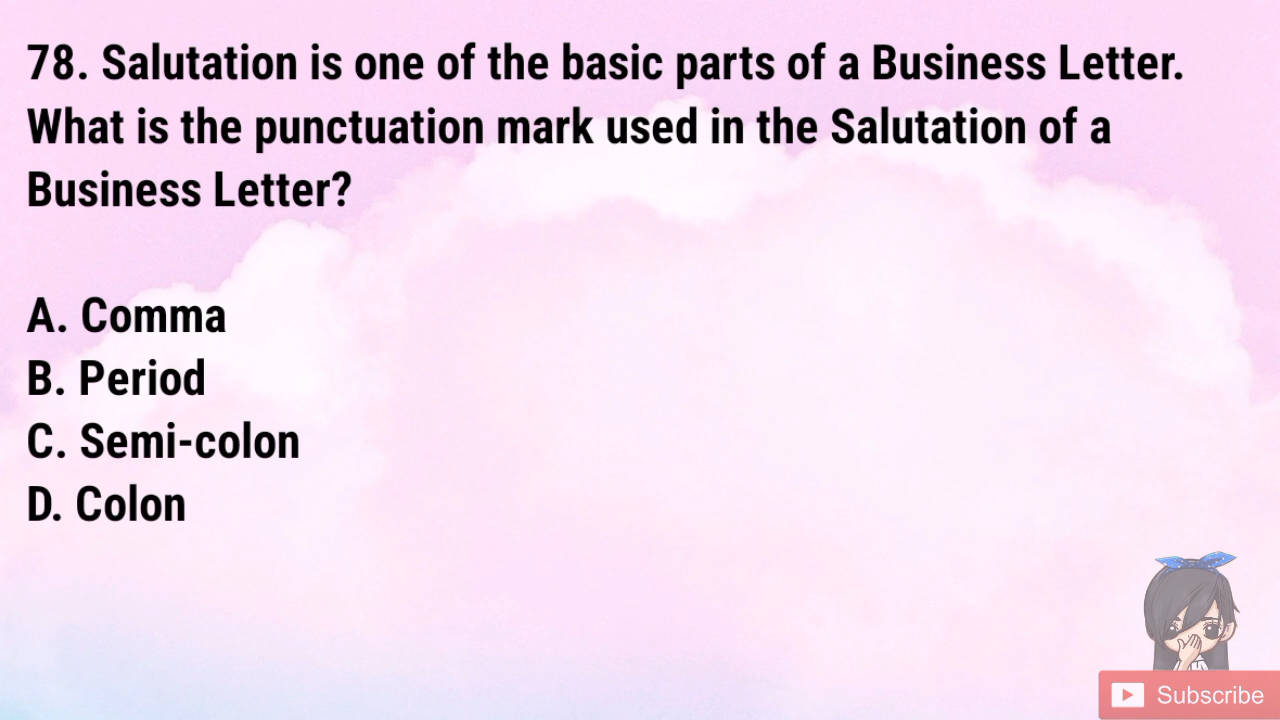 78. Salutation is one of the basic parts of a Business Letter.
What is the punctuation mark used in the Salutation of a
Business Letter?
A. Comma
B. Period
C. Semi-colon
D. Colon
Subscribe